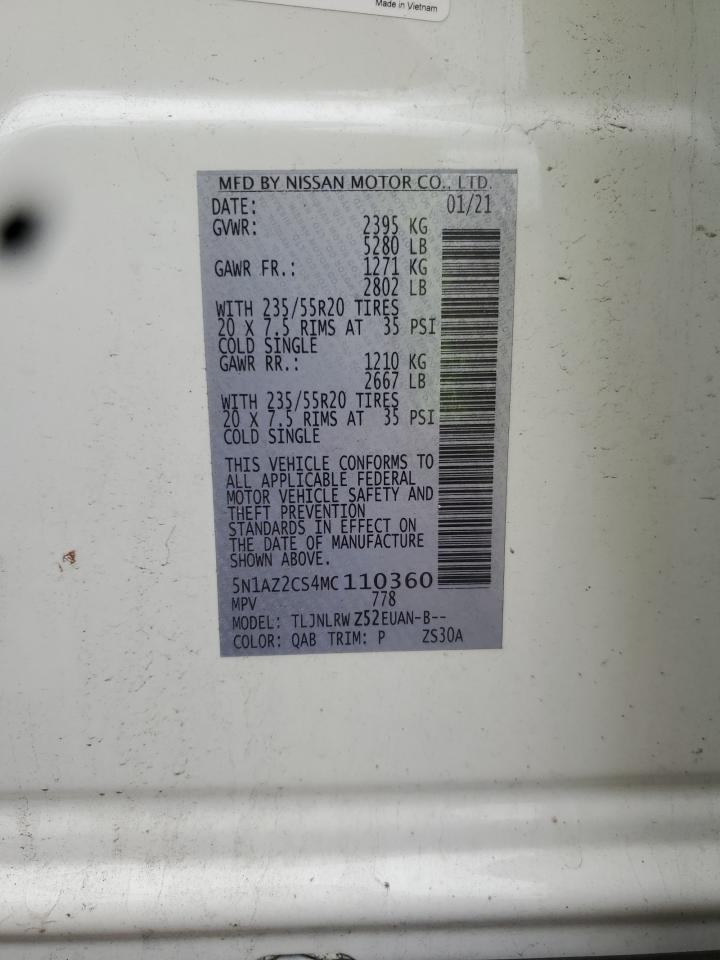 Made in Vietnam
MFD BY NISSAN MOTOR CO., LTD.
DATE: 01/21
GVWR: 2395 KG
5280 LB
GAWR FR.: 1271 KG
2802 LB
WITH 235/55R20 TIRES
20 X 7.5 RIMS AT 35 PSI
COLD SINGLE
GAWR RR.: 1210 KG
2667 LB
WITH 235/55R20 TIRES
20 X 7.5 RIMS AT 35 PSI
COLD SINGLE
THIS VEHICLE CONFORMS TO
ALL APPLICABLE FEDERAL
MOTOR VEHICLE SAFETY AND
THEFT PREVENTION
STANDARDS IN EFFECT ON
THE DATE OF MANUFACTURE
SHOWN ABOVE.
5N1AZ2CS4MC110360
MPV 778
MODEL: TLJNLRW Z52EUAN-B--
COLOR: QAB TRIM: P ZS30A